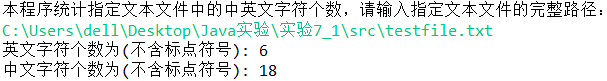 本程序统计指定文本文件中的中英文字符个数，请输入指定文本文件的完整路径：
C:\Users\dell\Desktop\Java实验\实验7_1\src\testfile.txt
英文字符个数为(不含标点符号): 6
中文字符个数为(不含标点符号): 18